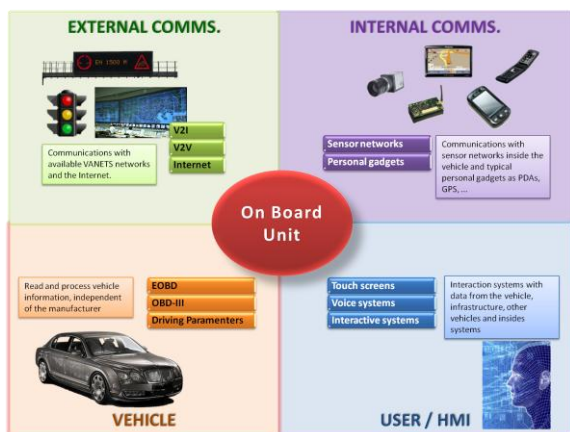 EXTERNAL COMMS.
EN 1500 M
V2I
V2V
Internet
Communications with
available VANETS networks
and the Internet.
INTERNAL COMMS.
Sensor networks
Personal gadgets
Communications with
sensor networks inside the
vehicle and typical
personal gadgets as PDAs,
GPS, ...
On Board
Unit
Read and process vehicle
information, independent
of the manufacturer
EOBD
OBD-III
Driving Paramenters
VEHICLE
Touch screens
Voice systems
Interactive systems
Interaction systems with
data from the vehicle,
infrastructure, other
vehicles and insides
systems
USER / HMI